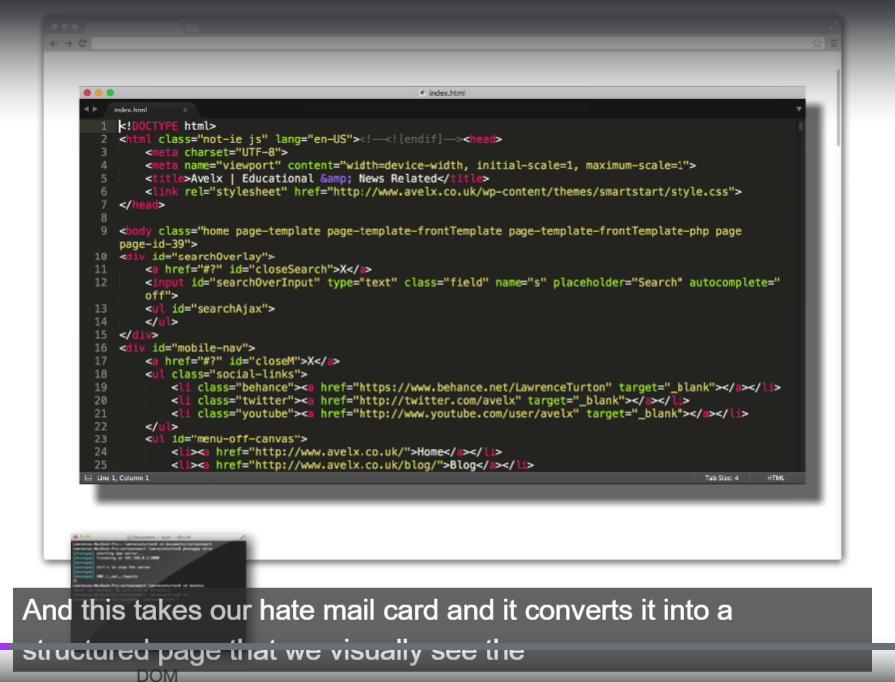 index.html
index.html ×
1 <!DOCTYPE html>
2 <html class="not-ie js" lang="en-US"><!--<![endif]--><head>
3 <meta charset="UTF-8">
4 <meta name="viewport" content="width=device-width, initial-scale=1, maximum-scale=1">
5 <title>Avelx | Educational &amp; News Related</title>
6 <link rel="stylesheet" href="http://www.avelx.co.uk/wp-content/themes/smartstart/style.css">
7 </head>
8
9 <body class="home page-template page-template-frontTemplate page-template-frontTemplate-php page
page-id-39">
10 <div id="searchOverlay">
11 <a href="#?" id="closeSearch">X</a>
12 <input id="searchOverInput" type="text" class="field" name="s" placeholder="Search" autocomplete="
off">
13 <ul id="searchAjax">
14 </ul>
15 </div>
16 <div id="mobile-nav">
17 <a href="#?" id="closeM">X</a>
18 <ul class="social-links">
19 <li class="behance"><a href="https://www.behance.net/LawrenceTurton" target="_blank"></a></li>
20 <li class="twitter"><a href="http://twitter.com/avelx" target="_blank"></a></li>
21 <li class="youtube"><a href="http://www.youtube.com/user/avelx" target="_blank"></a></li>
22 </ul>
23 <ul id="menu-off-canvas">
24 <li><a href="http://www.avelx.co.uk/">Home</a></li>
25 <li><a href="http://www.avelx.co.uk/blog/">Blog</a></li>
Line 1, Column 1 Tab Size: 4 HTML
And this takes our hate mail card and it converts it into a
structured page that we visually see the
DOM